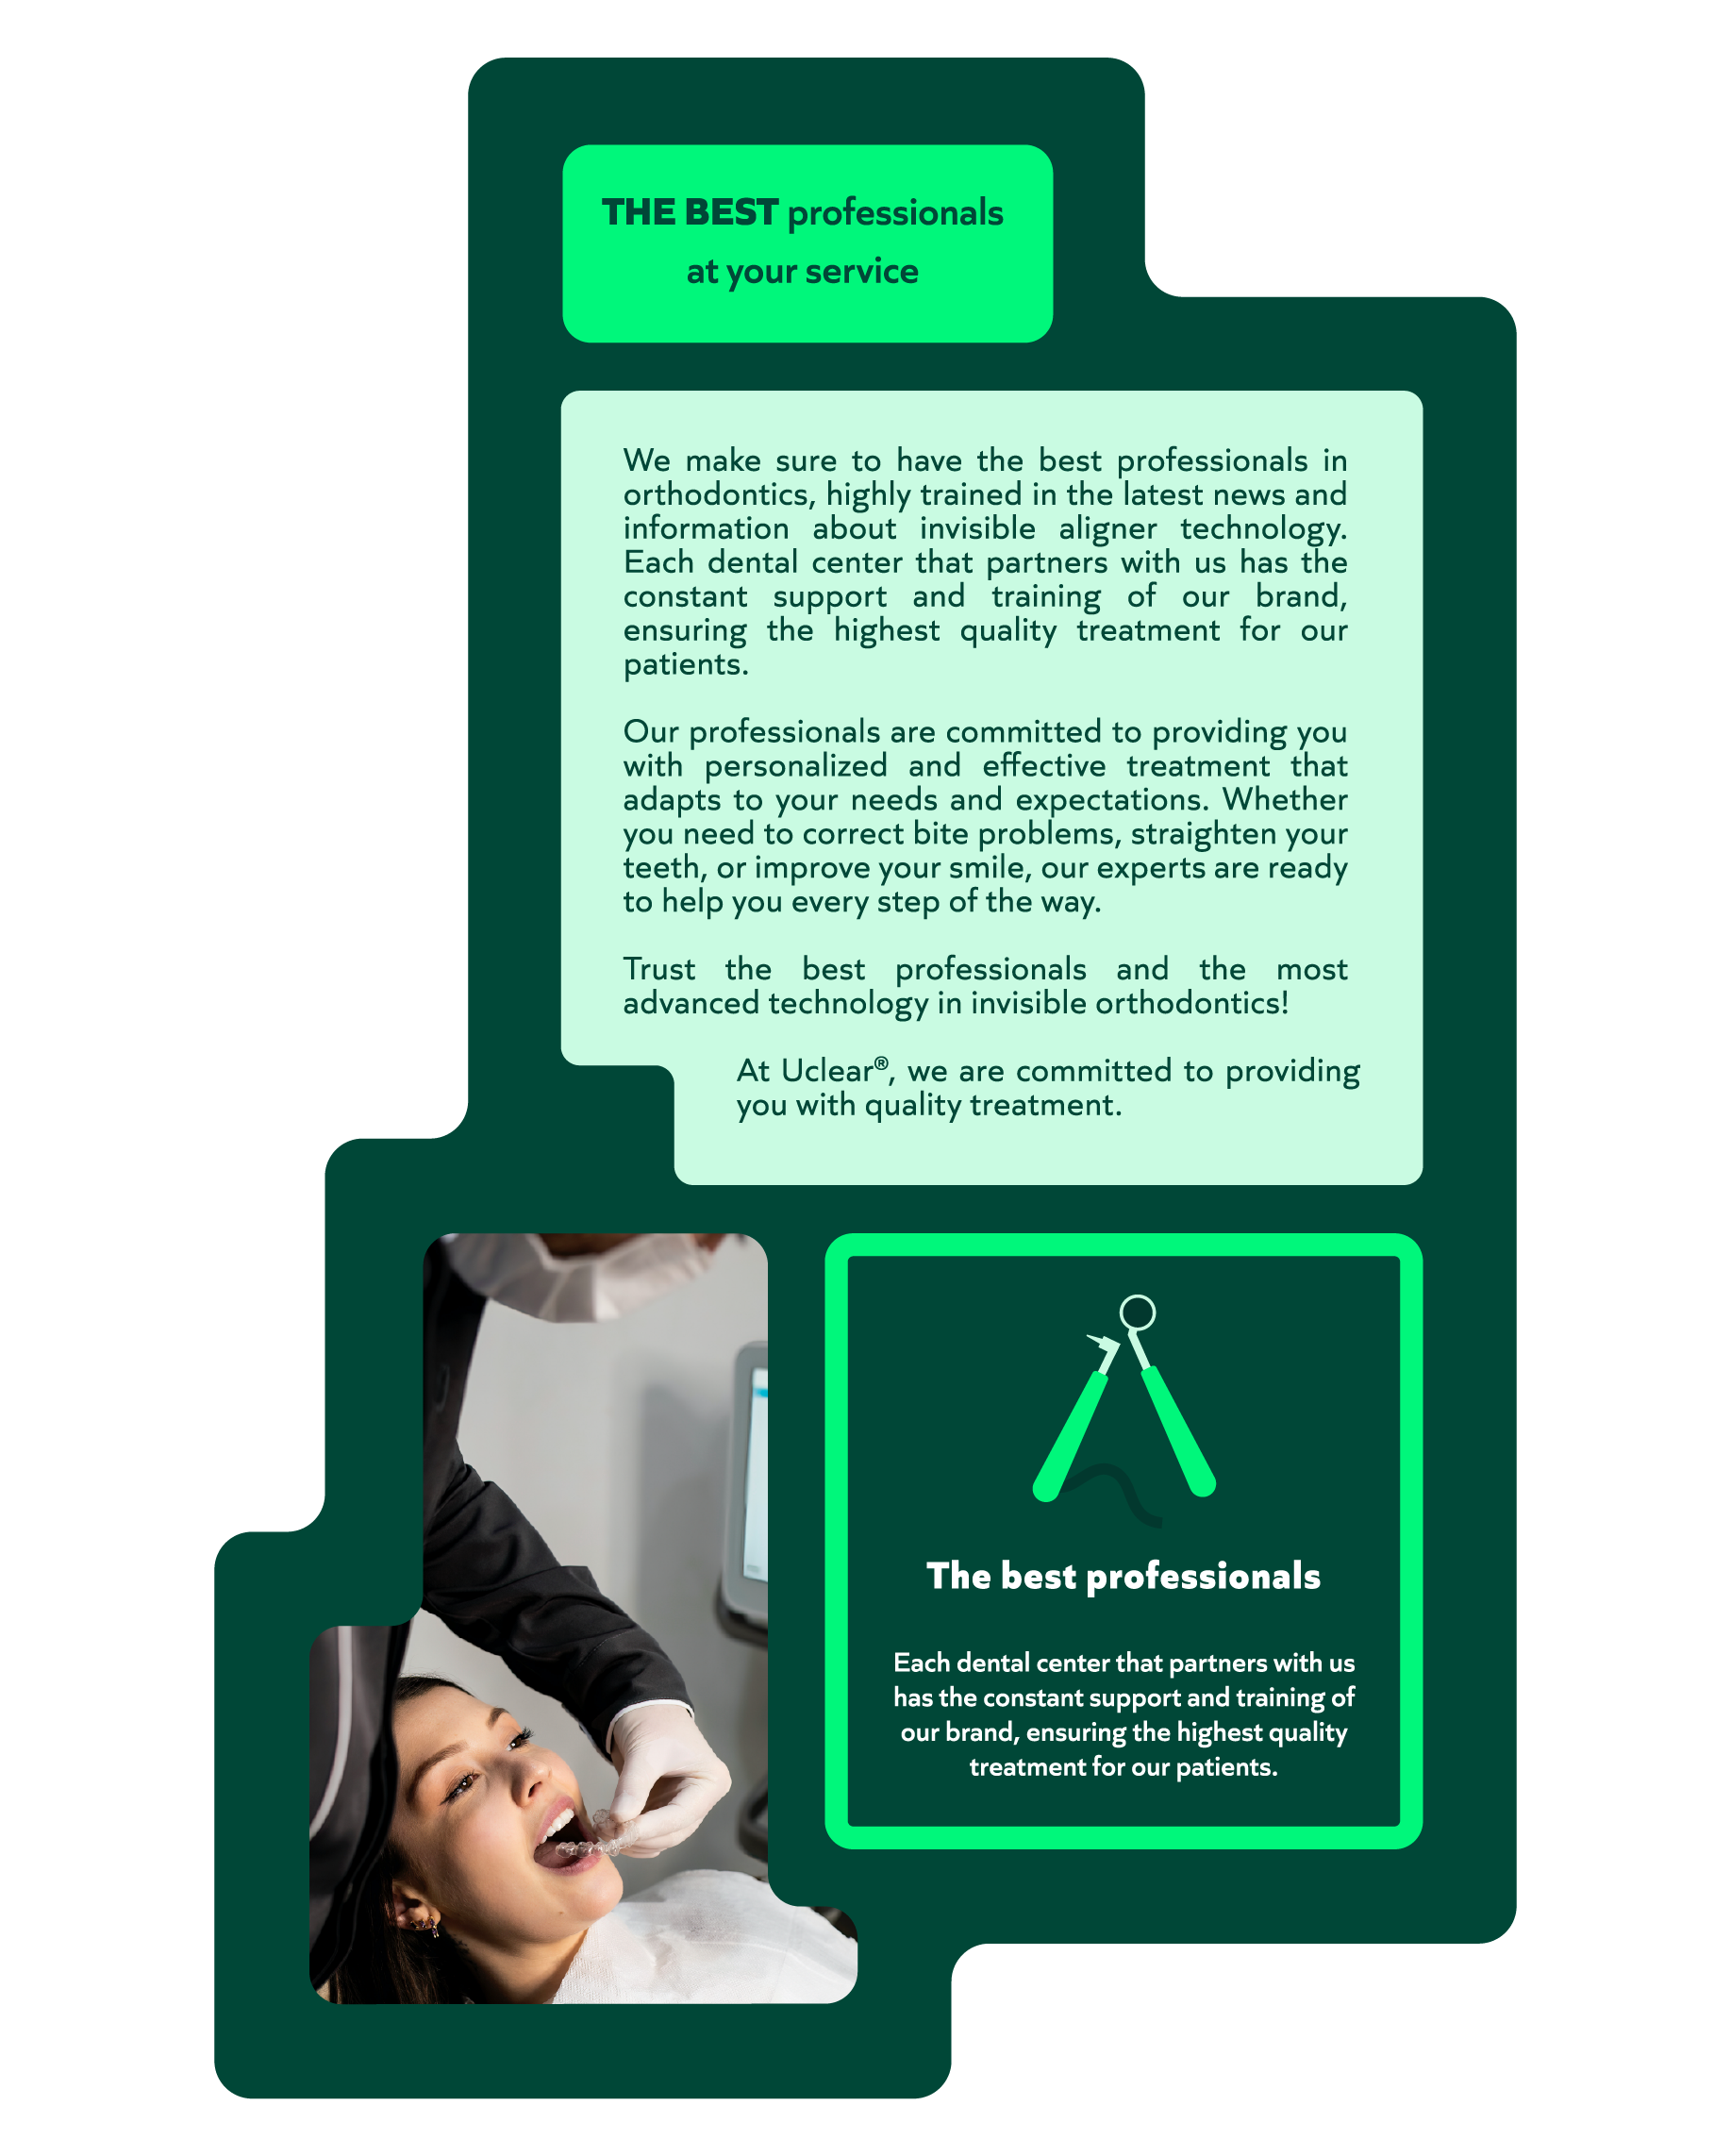 THE BEST professionals
at your service
We make sure to have the best professionals in
orthodontics, highly trained in the latest news and
information about invisible aligner technology.
Each dental center that partners with us has the
constant support and training of our brand,
ensuring the highest quality treatment for our
patients.
Our professionals are committed to providing you
with personalized and effective treatment that
adapts to your needs and expectations. Whether
you need to correct bite problems, straighten your
teeth, or improve your smile, our experts are ready
to help you every step of the way.
Trust the best professionals and the most
advanced technology in invisible orthodontics!
At Uclear®, we are committed to providing
you with quality treatment.
The best professionals
Each dental center that partners with us
has the constant support and training of
our brand, ensuring the highest quality
treatment for our patients.